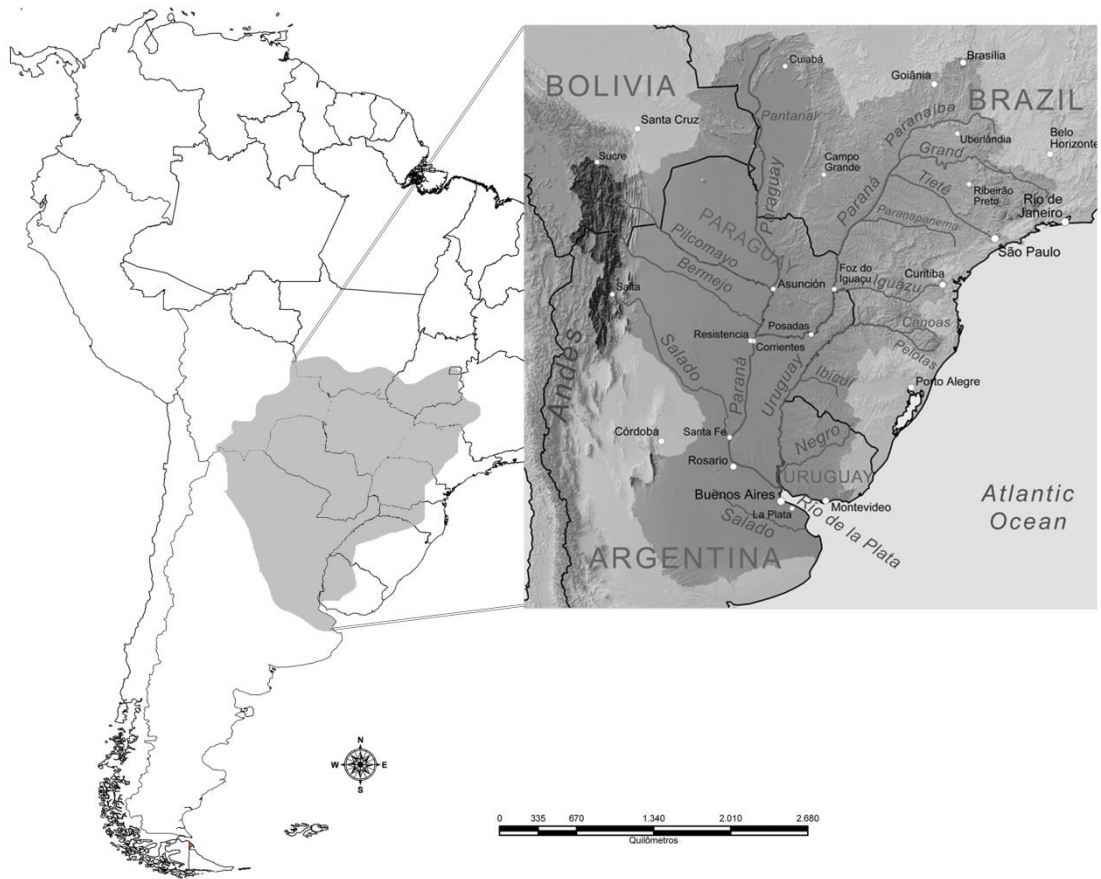 BOLIVIA
Cuiabá
Brasília
Goiânia
BRAZIL
Pantanal
Paranaiba
Santa Cruz
Uberlândia
Belo
Horizonte
Sucre
Campo
Grande
Grand
Paraguay
Tietê
Ribeirão
Preto
Paraná
Rio de
Janeiro
Paranapanema
PARAGUAY
Pilcomayo
São Paulo
Bermejo
Foz do
Iguaçu
Curitiba
Iguazu
Salta
Asunción
Canoas
Resistencia
Posadas
Corrientes
Pelotas
Andes
Salado
Paraná
Uruguay
Ibicuí
Porto Alegre
Córdoba
Santa Fe
Negro
Rosario
URUGUAY
Buenos Aires
Montevideo
La Plata
Salado
Río de la Plata
Atlantic
Ocean
ARGENTINA
N
W E
S
0 335 670 1.340 2.010 2.680
Quilômetros